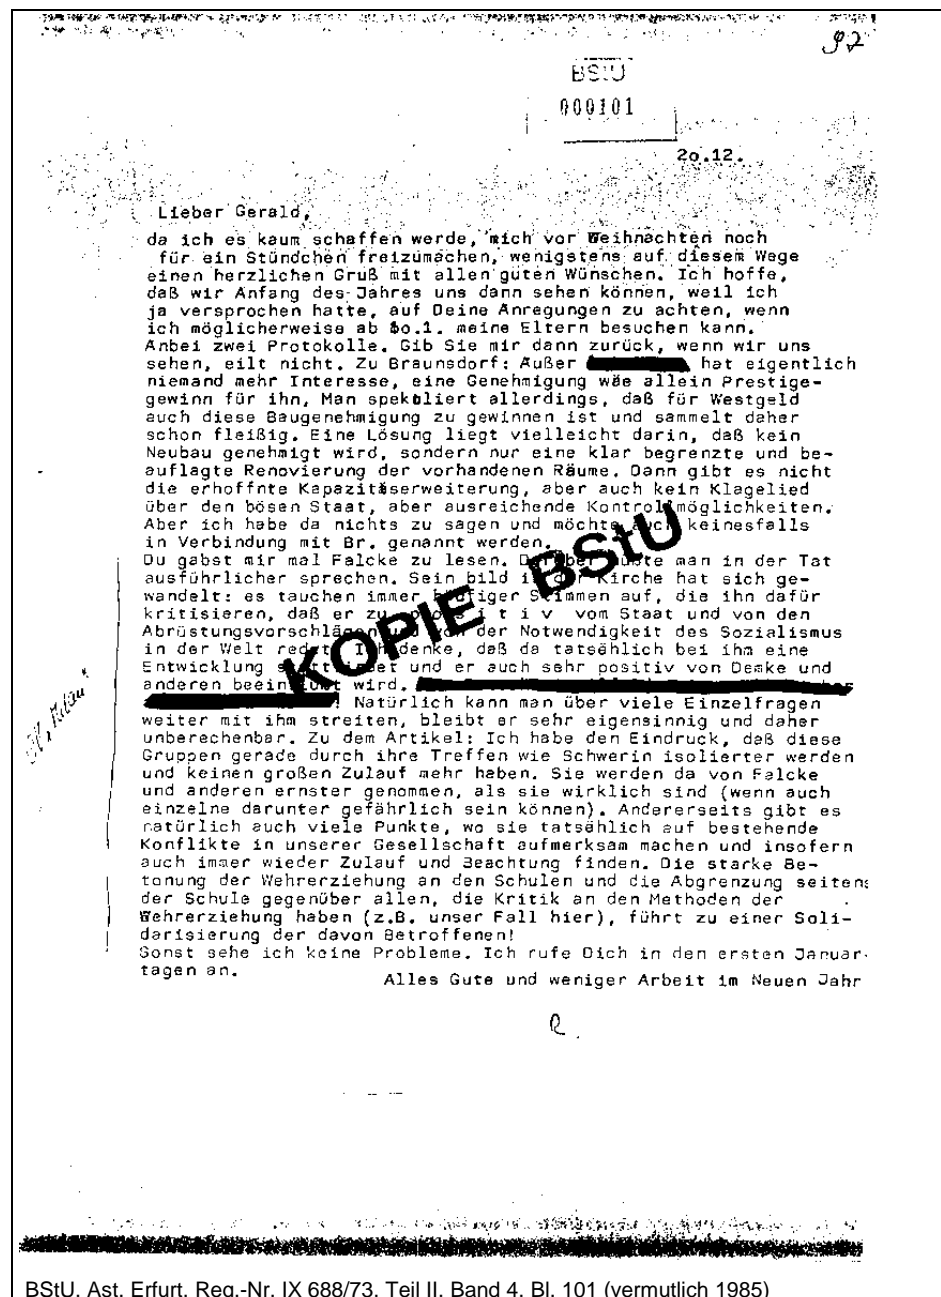 92
BStU
000101
20.12.
Lieber Gerald,
da ich es kaum schaffen werde, mich vor Weihnachten noch
für ein Stündchen freizumachen, wenigstens auf diesem Wege
einen herzlichen Gruß mit allen guten Wünschen. Ich hoffe,
daß wir Anfang des Jahres uns dann sehen können, weil ich
ja versprochen hatte, auf Deine Anregungen zu achten, wenn
ich möglicherweise ab 1o.1. meine Eltern besuchen kann.
Anbei zwei Protokolle. Gib Sie mir dann zurück, wenn wir uns
sehen, eilt nicht. Zu Braunsdorf: Außer hat eigentlich
niemand mehr Interesse, eine Genehmigung wäe allein Prestige-
gewinn für ihn, Man spekuliert allerdings, daß für Westgeld
auch diese Baugenehmigung zu gewinnen ist und sammelt daher
schon fleißig. Eine Lösung liegt vielleicht darin, daß kein
Neubau genehmigt wird, sondern nur eine klar begrenzte und be-
auflagte Renovierung der vorhandenen Räume. Dann gibt es nicht
die erhoffnte Kapazitäserweiterung, aber auch kein Klagelied
über den bösen Staat, aber ausreichende Kontrollmöglichkeiten.
Aber ich habe da nichts zu sagen und möchte auch keinesfalls
in Verbindung mit Br. genannt werden.
Du gabst mir mal Falcke zu lesen. man in der Tat
ausführlicher sprechen. Sein bild in der Kirche hat sich ge-
wandelt: es tauchen immer häufiger Stimmen auf, die ihn dafür
kritisieren, daß er zu p o s i t i v vom Staat und von den
Abrüstungsvorschlägen und von der Notwendigkeit des Sozialismus
in der Welt redet. Ich denke, daß da tatsählich bei ihm eine
Entwicklung stattfindet und er auch sehr positiv von Demke und
anderen beeinflußt wird.
! Natürlich kann man über viele Einzelfragen
weiter mit ihm streiten, bleibt er sehr eigensinnig und daher
unberechenbar. Zu dem Artikel: Ich habe den Eindruck, daß diese
Gruppen gerade durch ihre Treffen wie Schwerin isolierter werden
und keinen großen Zulauf mehr haben. Sie werden da von Falcke
und anderen ernster genommen, als sie wirklich sind (wenn auch
einzelne darunter gefährlich sein können). Andererseits gibt es
natürlich auch viele Punkte, wo sie tatsählich auf bestehende
Konflikte in unserer Gesellschaft aufmerksam machen und insofern
auch immer wieder Zulauf und Beachtung finden. Die starke Be-
tonung der Wehrerziehung an den Schulen und die Abgrenzung seitens
der Schule gegenüber allen, die Kritik an den Methoden der
Wehrerziehung haben (z.B. unser Fall hier), führt zu einer Soli-
darisierung der davon Betroffenen!
Sonst sehe ich keine Probleme. Ich rufe Dich in den ersten Januar-
tagen an.
Alles Gute und weniger Arbeit im Neuen Jahr
R.
KOPIE BStU
BStU, Ast. Erfurt, Reg.-Nr. IX 688/73, Teil II, Band 4, Bl. 101 (vermutlich 1985)